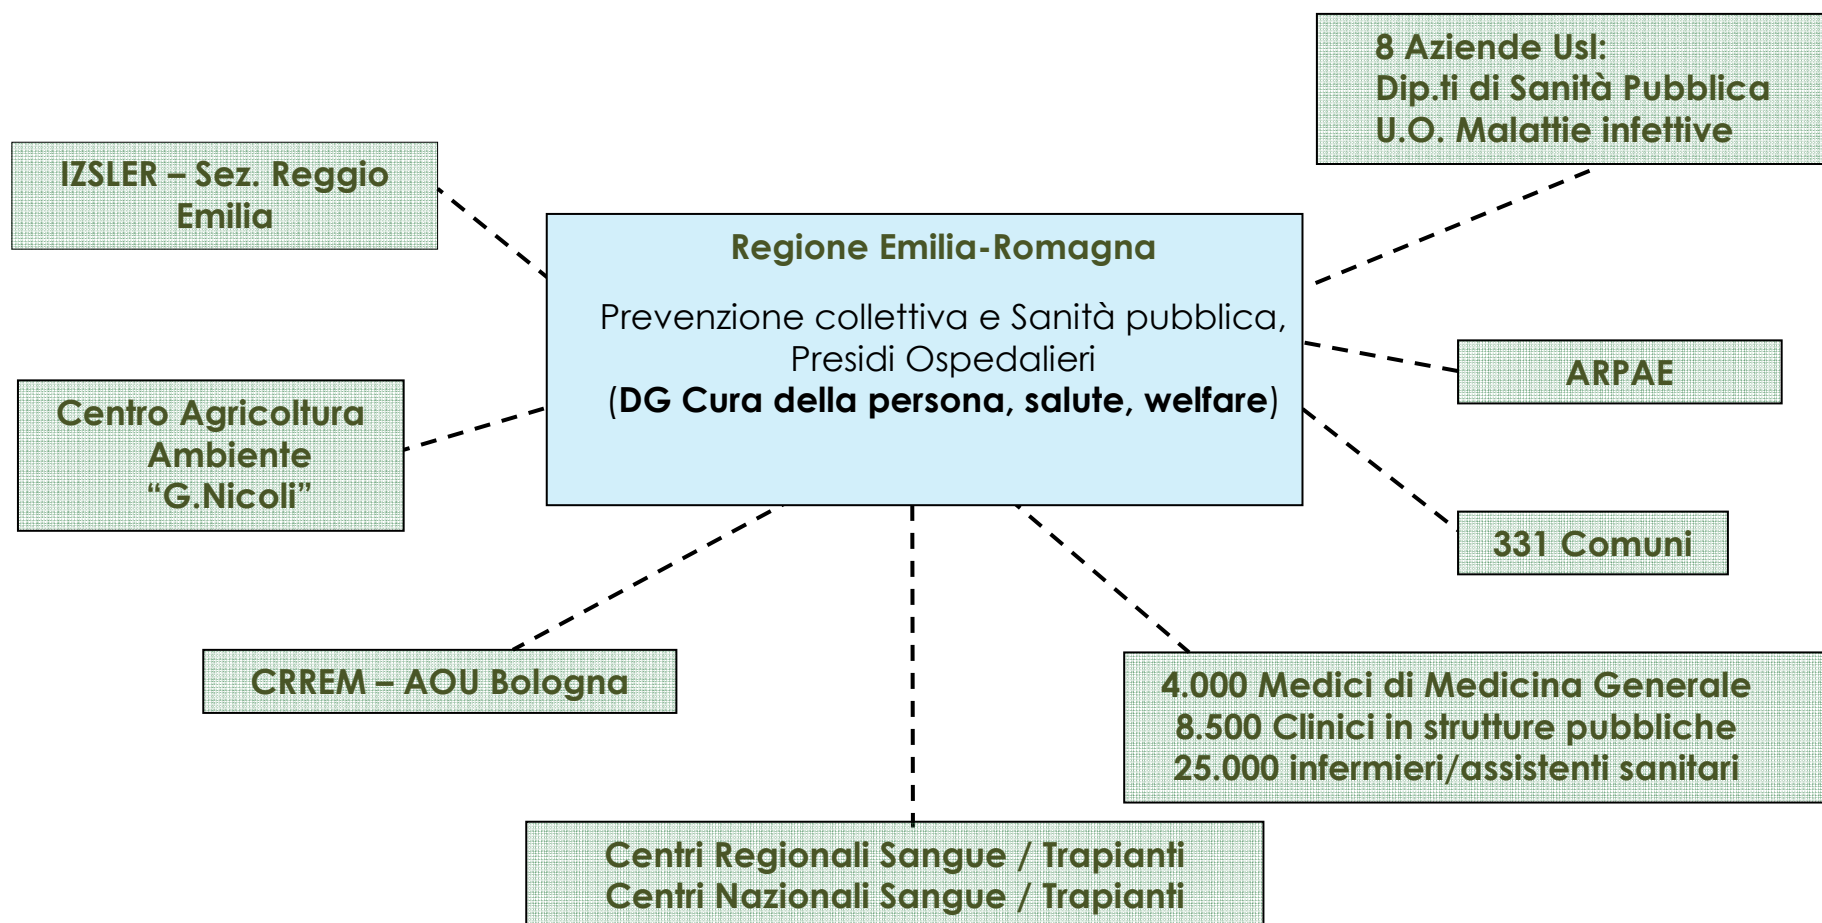 8 Aziende Usl:
Dip.ti di Sanità Pubblica
U.O. Malattie infettive
IZSLER – Sez. Reggio
Emilia
Regione Emilia-Romagna
Prevenzione collettiva e Sanità pubblica,
Presidi Ospedalieri
(DG Cura della persona, salute, welfare)
ARPAE
Centro Agricoltura
Ambiente
“G.Nicoli”
331 Comuni
CRREM – AOU Bologna
4.000 Medici di Medicina Generale
8.500 Clinici in strutture pubbliche
25.000 infermieri/assistenti sanitari
Centri Regionali Sangue / Trapianti
Centri Nazionali Sangue / Trapianti